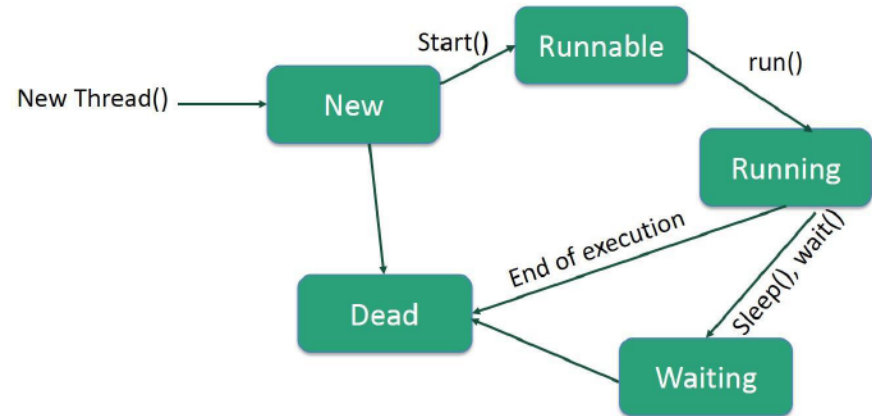 Start()
Runnable
run()
New Thread()
New
Running
End of execution
Sleep(), wait()
Dead
Waiting